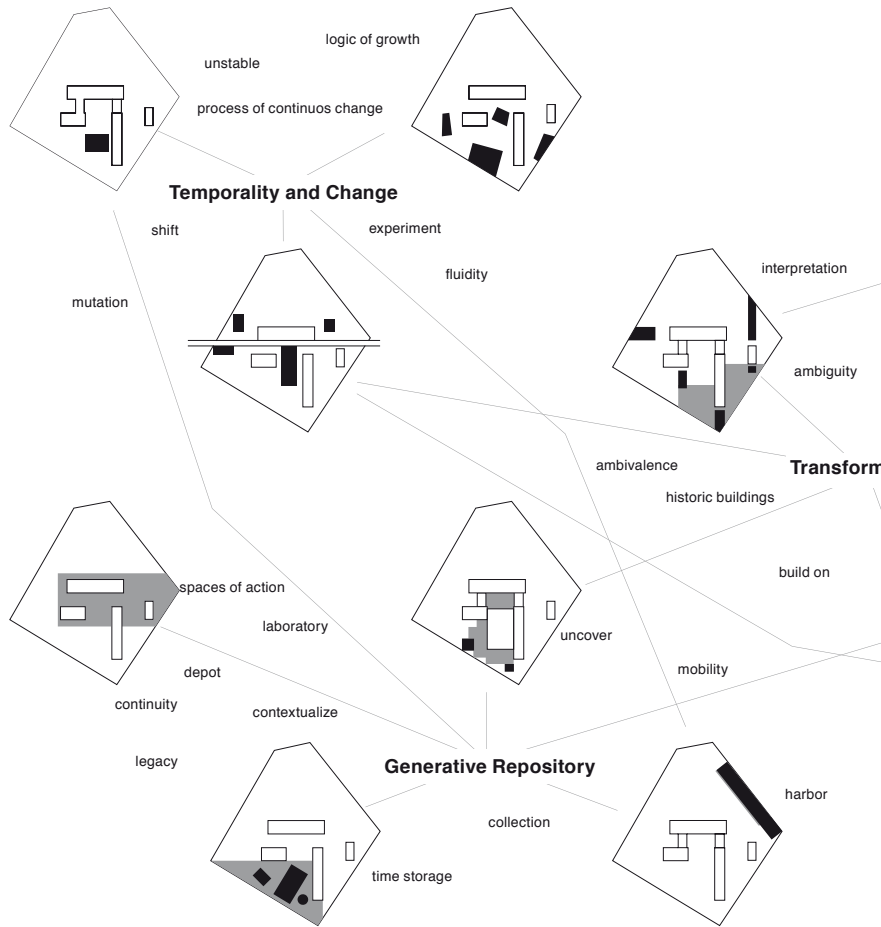 logic of growth
unstable
process of continuos change
Temporality and Change
shift
experiment
fluidity
interpretation
mutation
ambiguity
ambivalence
Transform
historic buildings
build on
spaces of action
laboratory
uncover
depot
mobility
continuity
contextualize
legacy
Generative Repository
harbor
collection
time storage